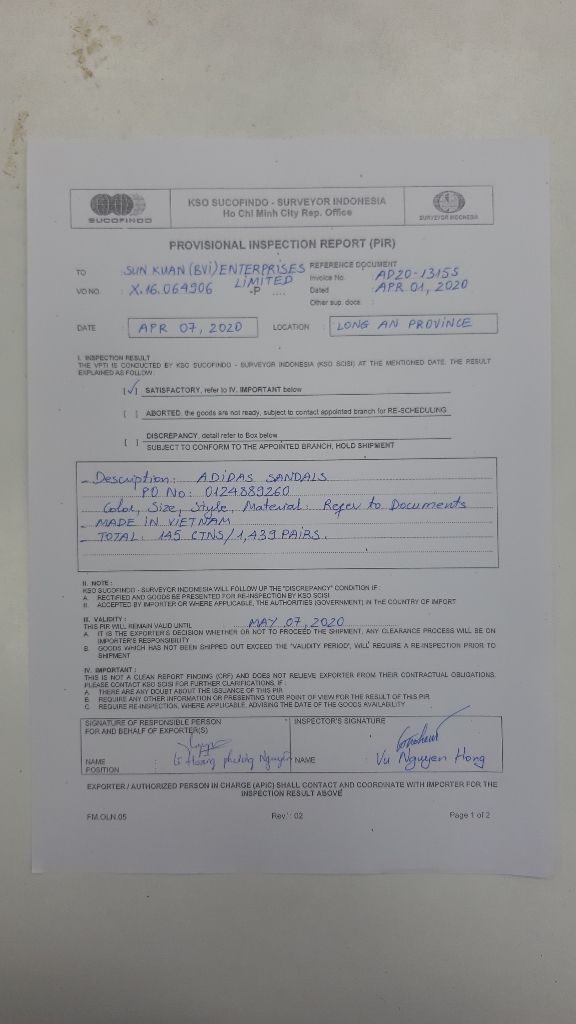 SUCOFINDO
KSO SUCOFINDO - SURVEYOR INDONESIA
Ho Chi Minh City Rep. Office
SURVEYOR INDONESIA
PROVISIONAL INSPECTION REPORT (PIR)
TO SUN KUAN (BVI) ENTERPRISES LIMITED
VO NO. : X.16.064906 -P ....
REFERENCE DOCUMENT
Invoice No. : AD20-13155
Dated : APR 01, 2020
Other sup. docs :
DATE : APR 07, 2020 LOCATION : LONG AN PROVINCE
I. INSPECTION RESULT
THE VPTI IS CONDUCTED BY KSO SUCOFINDO - SURVEYOR INDONESIA (KSO SCISI) AT THE MENTIONED DATE. THE RESULT
EXPLAINED AS FOLLOW
[√] SATISFACTORY, refer to IV. IMPORTANT below
[ ] ABORTED, the goods are not ready, subject to contact appointed branch for RE-SCHEDULING
[ ] DISCREPANCY, detail refer to Box below
SUBJECT TO CONFORM TO THE APPOINTED BRANCH, HOLD SHIPMENT
- Description: ADIDAS SANDALS
PO No: 0124889260
Color, Size, Style, Material: Refer to Documents
- MADE IN VIETNAM
- TOTAL: 145 CTNS/1,439 PAIRS.
II. NOTE :
KSO SUCOFINDO - SURVEYOR INDONESIA WILL FOLLOW UP THE "DISCREPANCY" CONDITION IF :
A. RECTIFIED AND GOODS BE PRESENTED FOR RE-INSPECTION BY KSO SCISI
B. ACCEPTED BY IMPORTER OR WHERE APPLICABLE, THE AUTHORITIES (GOVERNMENT) IN THE COUNTRY OF IMPORT
III. VALIDITY :
THIS PIR WILL REMAIN VALID UNTIL MAY 07, 2020
A. IT IS THE EXPORTER'S DECISION WHETHER OR NOT TO PROCEED THE SHIPMENT, ANY CLEARANCE PROCESS WILL BE ON
IMPORTER'S RESPONSIBILITY
B. GOODS WHICH HAS NOT BEEN SHIPPED OUT EXCEED THE "VALIDITY PERIOD", WILL REQUIRE A RE-INSPECTION PRIOR TO
SHIPMENT
IV. IMPORTANT :
THIS IS NOT A CLEAN REPORT FINDING (CRF) AND DOES NOT RELIEVE EXPORTER FROM THEIR CONTRACTUAL OBLIGATIONS.
PLEASE CONTACT KSO SCISI FOR FURTHER CLARIFICATIONS, IF :
A. THERE ARE ANY DOUBT ABOUT THE ISSUANCE OF THIS PIR
B. REQUIRE ANY OTHER INFORMATION OR PRESENTING YOUR POINT OF VIEW FOR THE RESULT OF THIS PIR
C. REQUIRE RE-INSPECTION, WHERE APPLICABLE, ADVISING THE DATE OF THE GOODS AVAILABILITY
SIGNATURE OF RESPONSIBLE PERSON
FOR AND BEHALF OF EXPORTER(S)
NAME : phương Nguyên
POSITION :
INSPECTOR'S SIGNATURE
NAME : Vu Nguyen Hong
EXPORTER / AUTHORIZED PERSON IN CHARGE (APIC) SHALL CONTACT AND COORDINATE WITH IMPORTER FOR THE
INSPECTION RESULT ABOVE
FM.OLN.05 Rev.: 02 Page 1 of 2